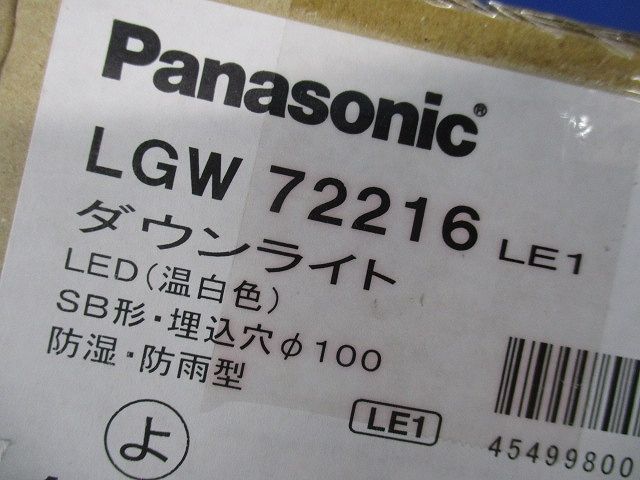 Panasonic®
LGW 72216 LE1
ダウンライト
LED(温白色)
SB形・埋込穴φ100
防湿・防雨型
LE1
よ
45499800